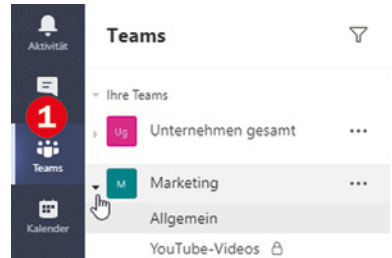 Aktivität
Teams
Ihre Teams
1
Ug Unternehmen gesamt
Teams
M Marketing
Allgemein
Kalender
YouTube-Videos